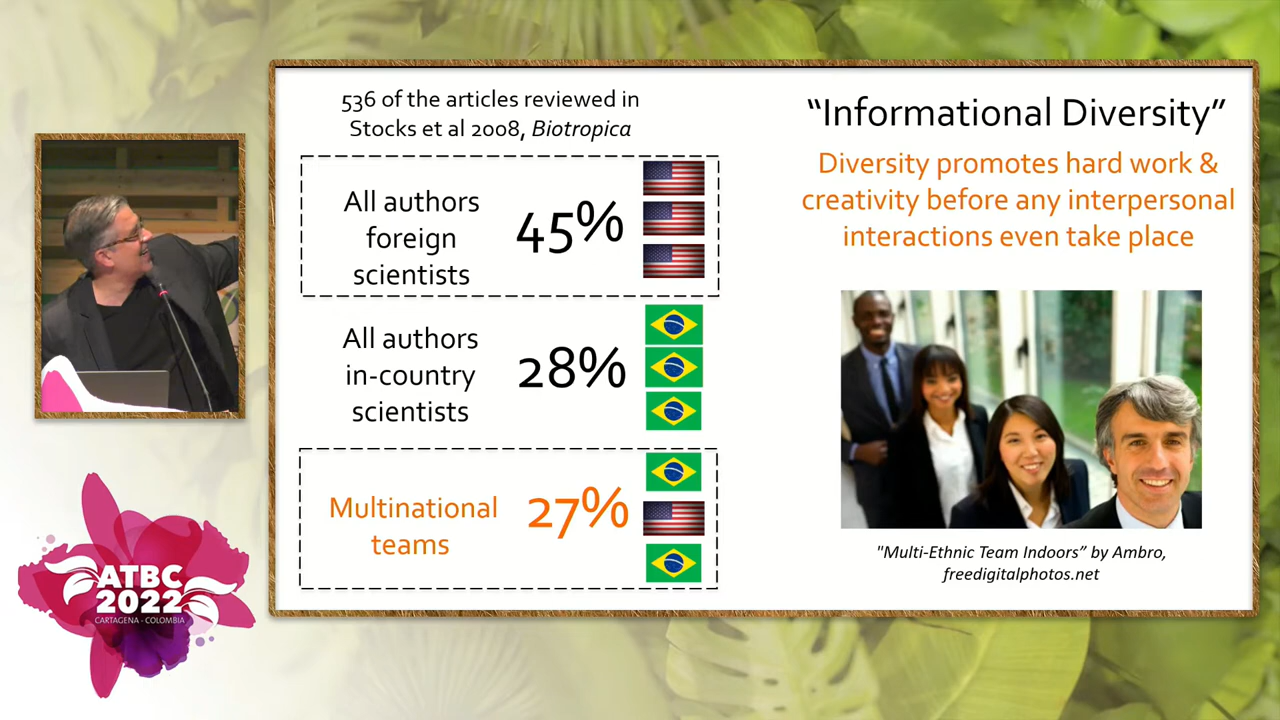 536 of the articles reviewed in
Stocks et al 2008, Biotropica
All authors
foreign
scientists
45%
All authors
in-country
scientists
28%
Multinational
teams
27%
“Informational Diversity”
Diversity promotes hard work &
creativity before any interpersonal
interactions even take place
"Multi-Ethnic Team Indoors” by Ambro,
freedigitalphotos.net
ATBC
2022
CARTAGENA - COLOMBIA